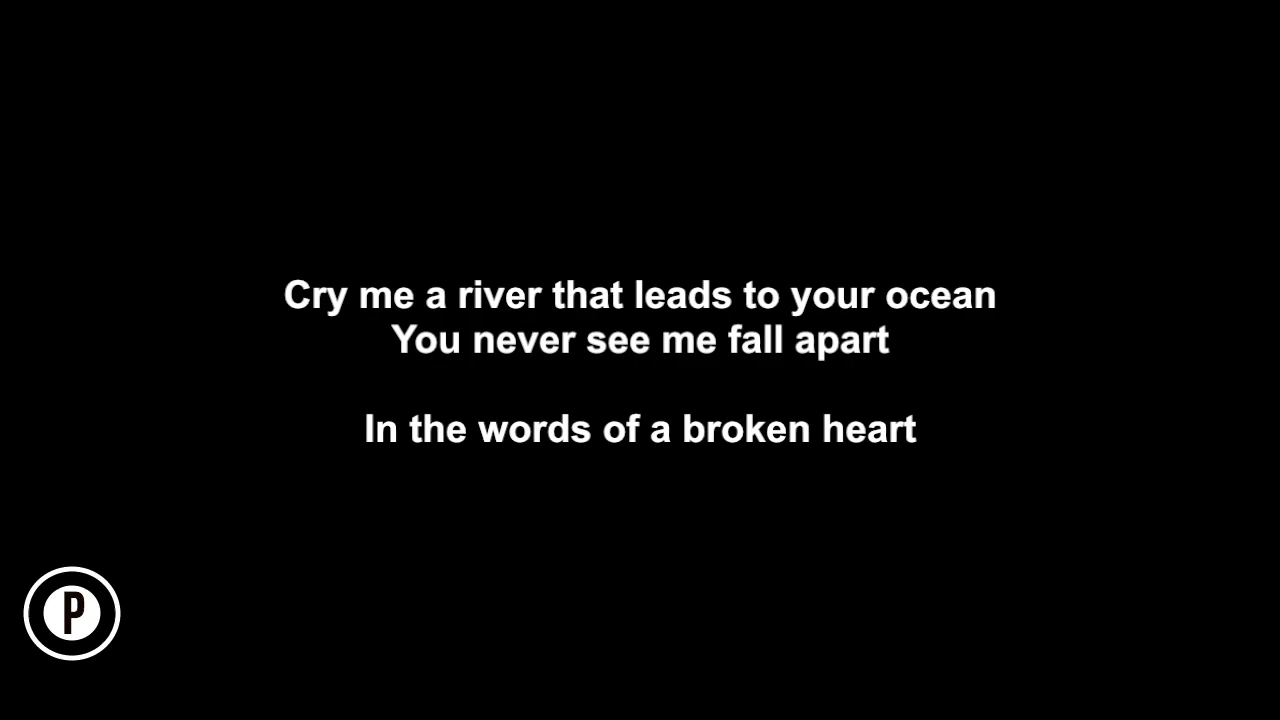 Cry me a river that leads to your ocean
You never see me fall apart
In the words of a broken heart
P